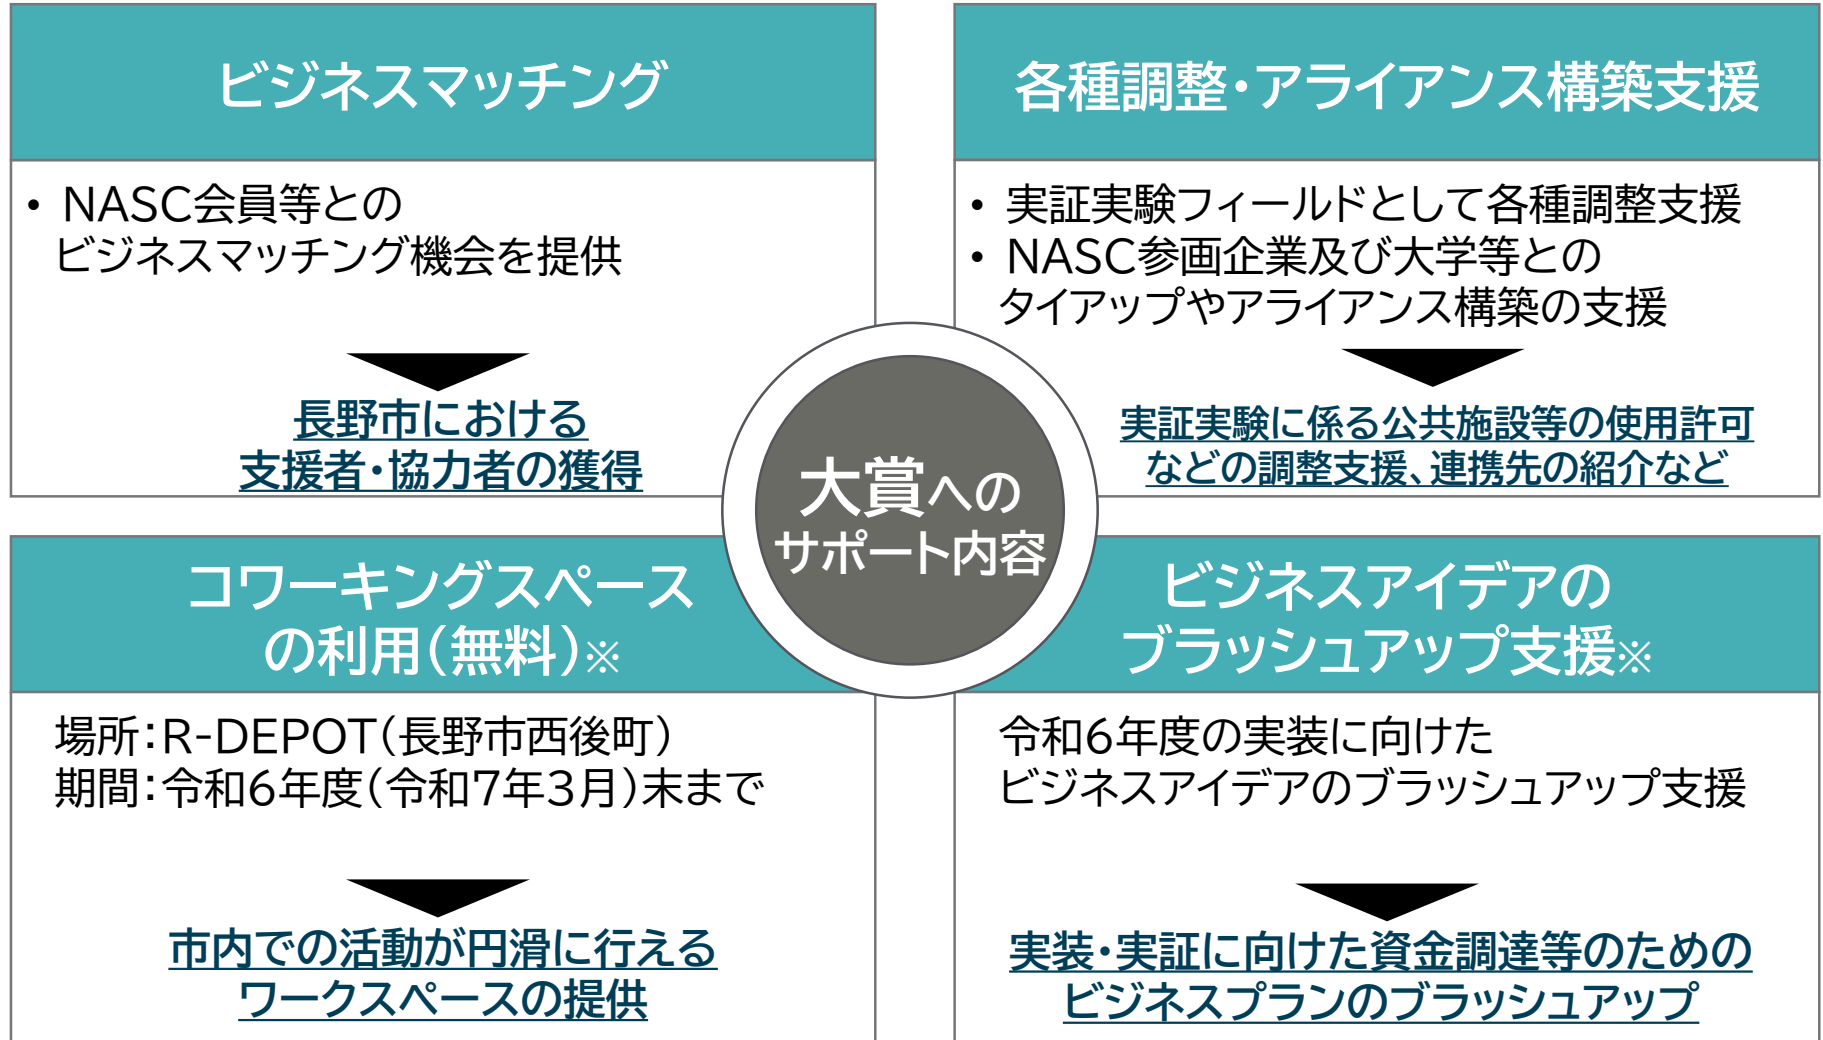 ビジネスマッチング
• NASC会員等との
ビジネスマッチング機会を提供
長野市における
支援者・協力者の獲得
各種調整・アライアンス構築支援
• 実証実験フィールドとして各種調整支援
• NASC参画企業及び大学等との
タイアップやアライアンス構築の支援
実証実験に係る公共施設等の使用許可
などの調整支援、連携先の紹介など
大賞への
サポート内容
コワーキングスペース
の利用（無料）※
場所：R-DEPOT（長野市西後町）
期間：令和6年度（令和7年3月）末まで
市内での活動が円滑に行える
ワークスペースの提供
ビジネスアイデアの
ブラッシュアップ支援※
令和6年度の実装に向けた
ビジネスアイデアのブラッシュアップ支援
実装・実証に向けた資金調達等のための
ビジネスプランのブラッシュアップ